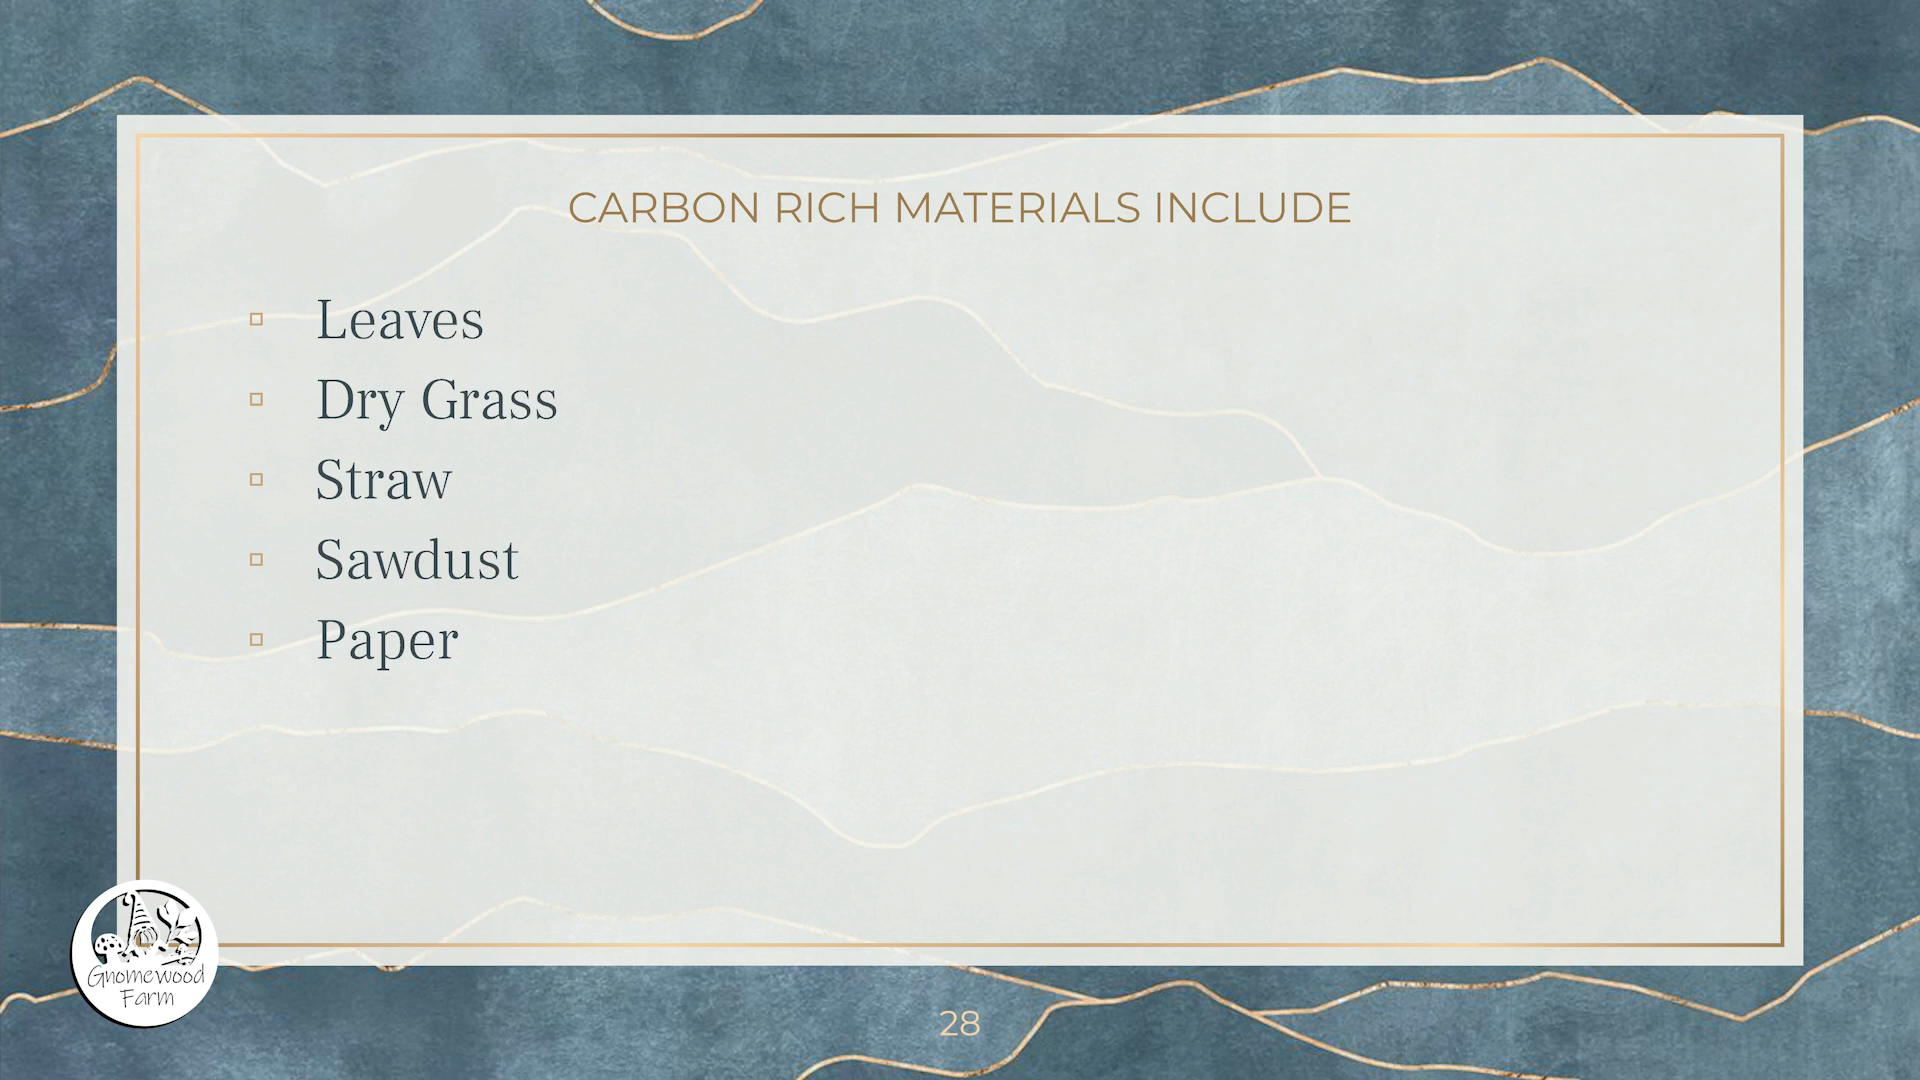 CARBON RICH MATERIALS INCLUDE
Leaves
Dry Grass
Straw
Sawdust
Paper
Gnomewood
Farm
28